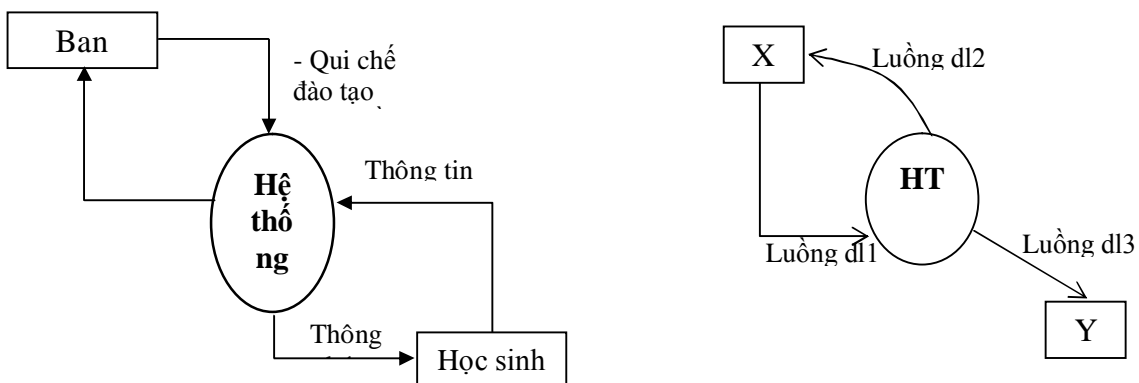 Ban
- Qui chế
đào tạo
Hệ
thố
ng
Thông tin
Thông
Học sinh
X
Luồng dl2
HT
Luồng dl1
Luồng dl3
Y